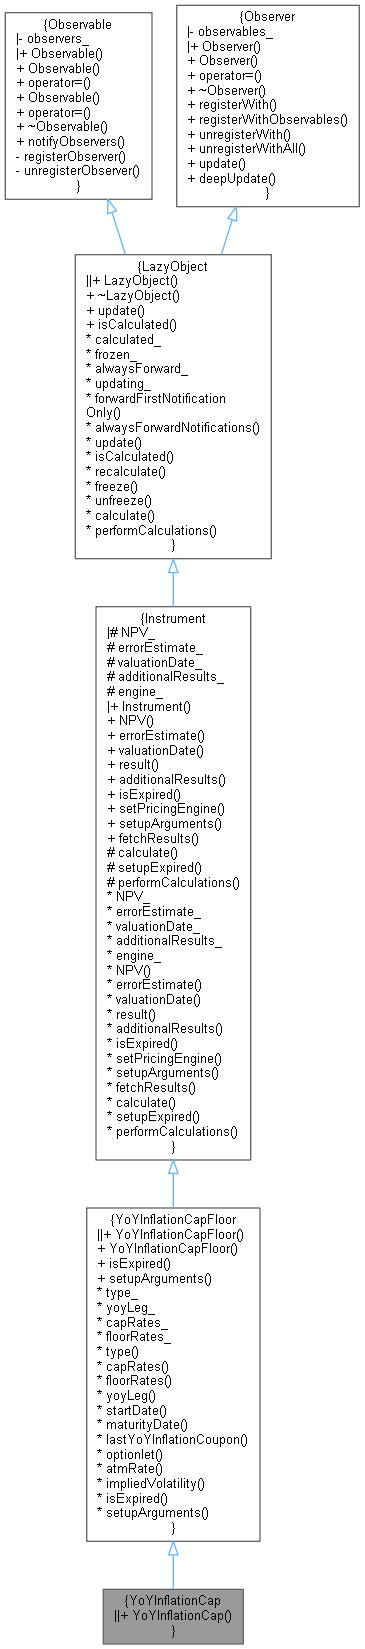 {Observable
|- observers_
|+ Observable()
+ Observable()
+ operator=()
+ Observable()
+ operator=()
+ ~Observable()
+ notifyObservers()
- registerObserver()
- unregisterObserver()
}
{Observer
|- observables_
|+ Observer()
+ Observer()
+ operator=()
+ ~Observer()
+ registerWith()
+ registerWithObservables()
+ unregisterWith()
+ unregisterWithAll()
+ update()
+ deepUpdate()
}
{LazyObject
||+ LazyObject()
+ ~LazyObject()
+ update()
+ isCalculated()
* calculated_
* frozen_
* alwaysForward_
* updating_
* forwardFirstNotification
Only()
* alwaysForwardNotifications()
* update()
* isCalculated()
* recalculate()
* freeze()
* unfreeze()
* calculate()
* performCalculations()
}
{Instrument
|# NPV_
# errorEstimate_
# valuationDate_
# additionalResults_
# engine_
|+ Instrument()
+ NPV()
+ errorEstimate()
+ valuationDate()
+ result()
+ additionalResults()
+ isExpired()
+ setPricingEngine()
+ setupArguments()
+ fetchResults()
# calculate()
# setupExpired()
# performCalculations()
* NPV_
* errorEstimate_
* valuationDate_
* additionalResults_
* engine_
* NPV()
* errorEstimate()
* valuationDate()
* result()
* additionalResults()
* isExpired()
* setPricingEngine()
* setupArguments()
* fetchResults()
* calculate()
* setupExpired()
* performCalculations()
}
{YoYInflationCapFloor
||+ YoYInflationCapFloor()
+ YoYInflationCapFloor()
+ isExpired()
+ setupArguments()
* type_
* yoyLeg_
* capRates_
* floorRates_
* type()
* capRates()
* floorRates()
* yoyLeg()
* startDate()
* maturityDate()
* lastYoYInflationCoupon()
* optionlet()
* atmRate()
* impliedVolatility()
* isExpired()
* setupArguments()
}
{YoYInflationCap
||+ YoYInflationCap()
}